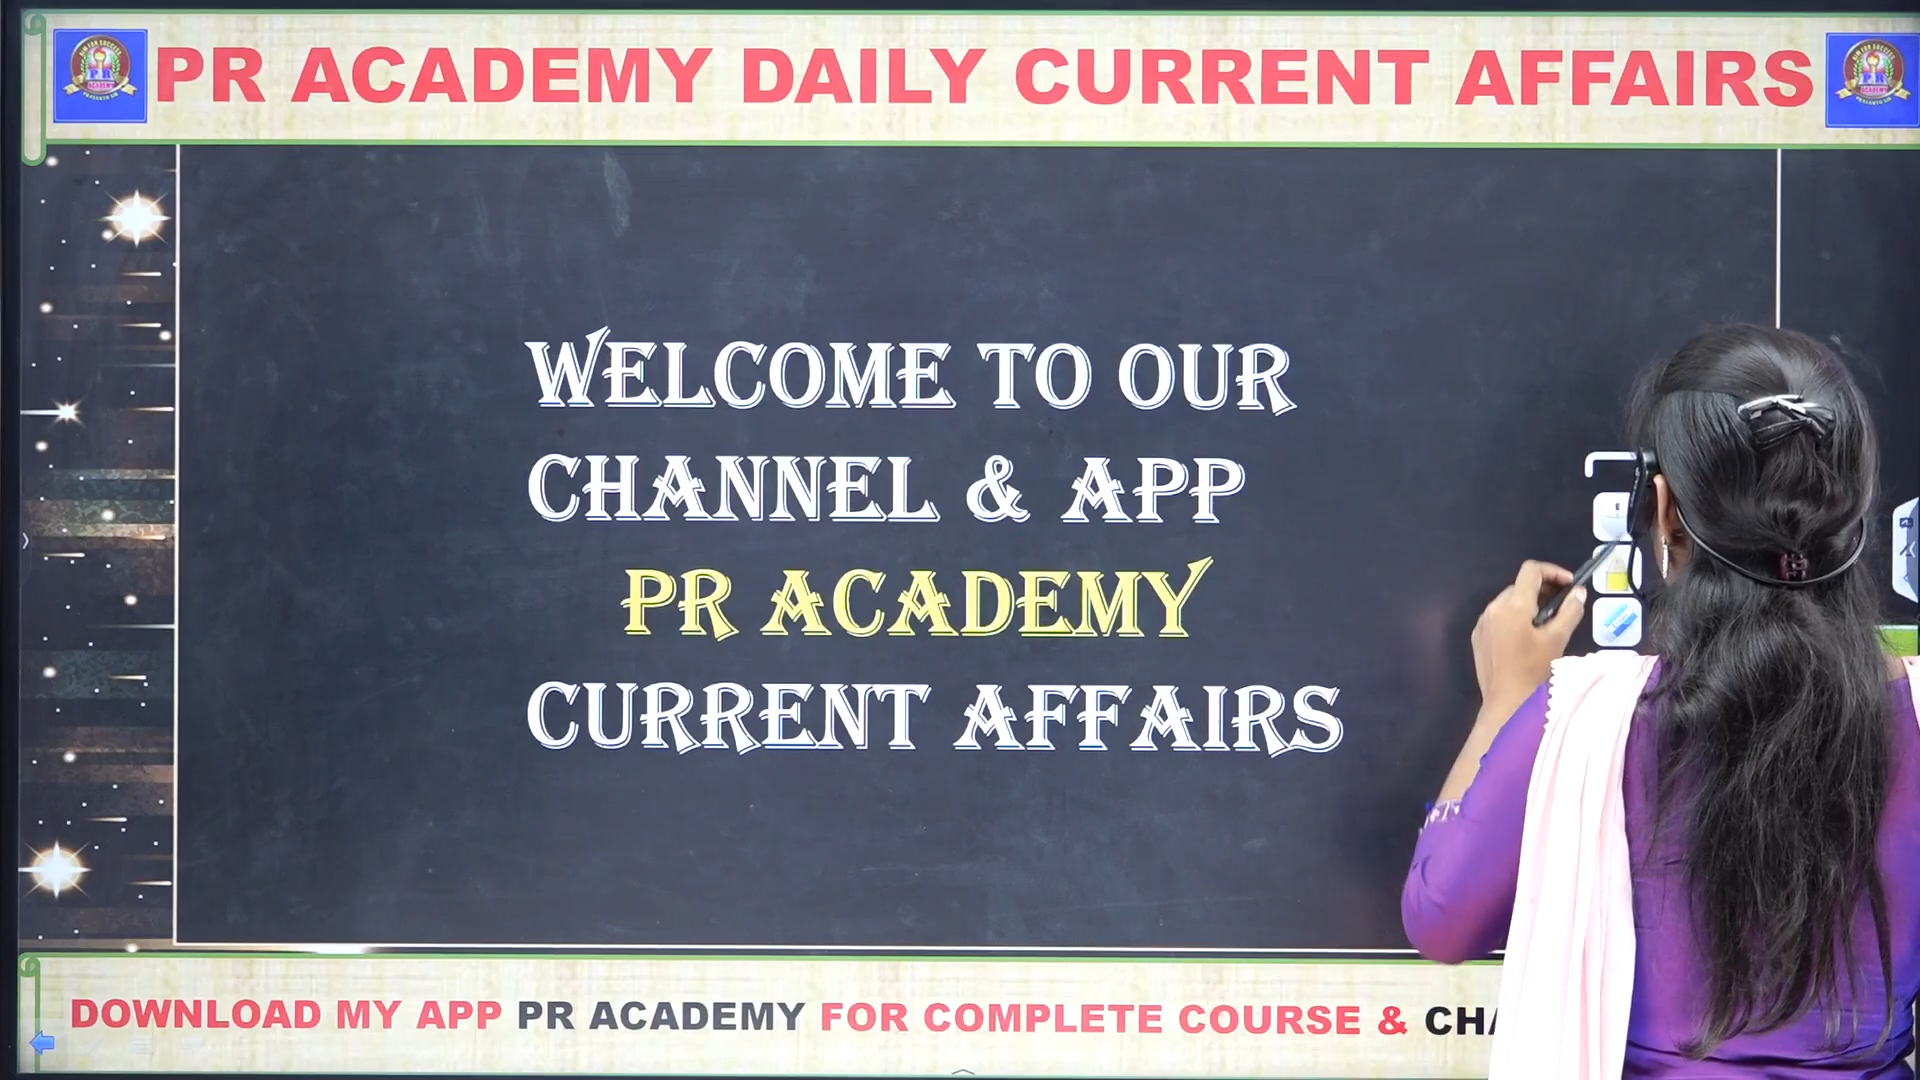 PR ACADEMY DAILY CURRENT AFFAIRS
WELCOME TO OUR
CHANNEL & APP
PR ACADEMY
CURRENT AFFAIRS
DOWNLOAD MY APP PR ACADEMY FOR COMPLETE COURSE &